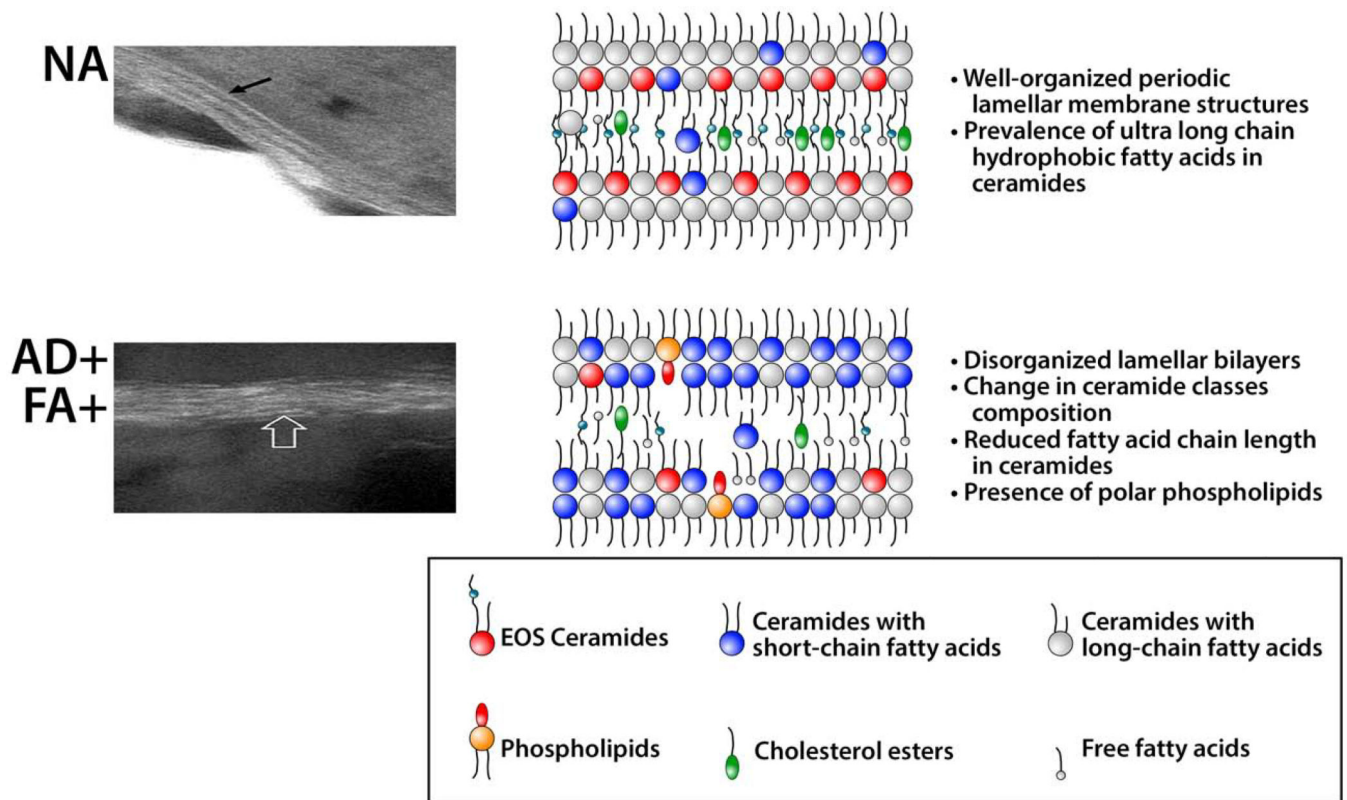 NA
• Well-organized periodic
lamellar membrane structures
• Prevalence of ultra long chain
hydrophobic fatty acids in
ceramides
AD+
FA+
• Disorganized lamellar bilayers
• Change in ceramide classes
composition
• Reduced fatty acid chain length
in ceramides
• Presence of polar phospholipids
EOS Ceramides
Ceramides with
short-chain fatty acids
Ceramides with
long-chain fatty acids
Phospholipids
Cholesterol esters
Free fatty acids